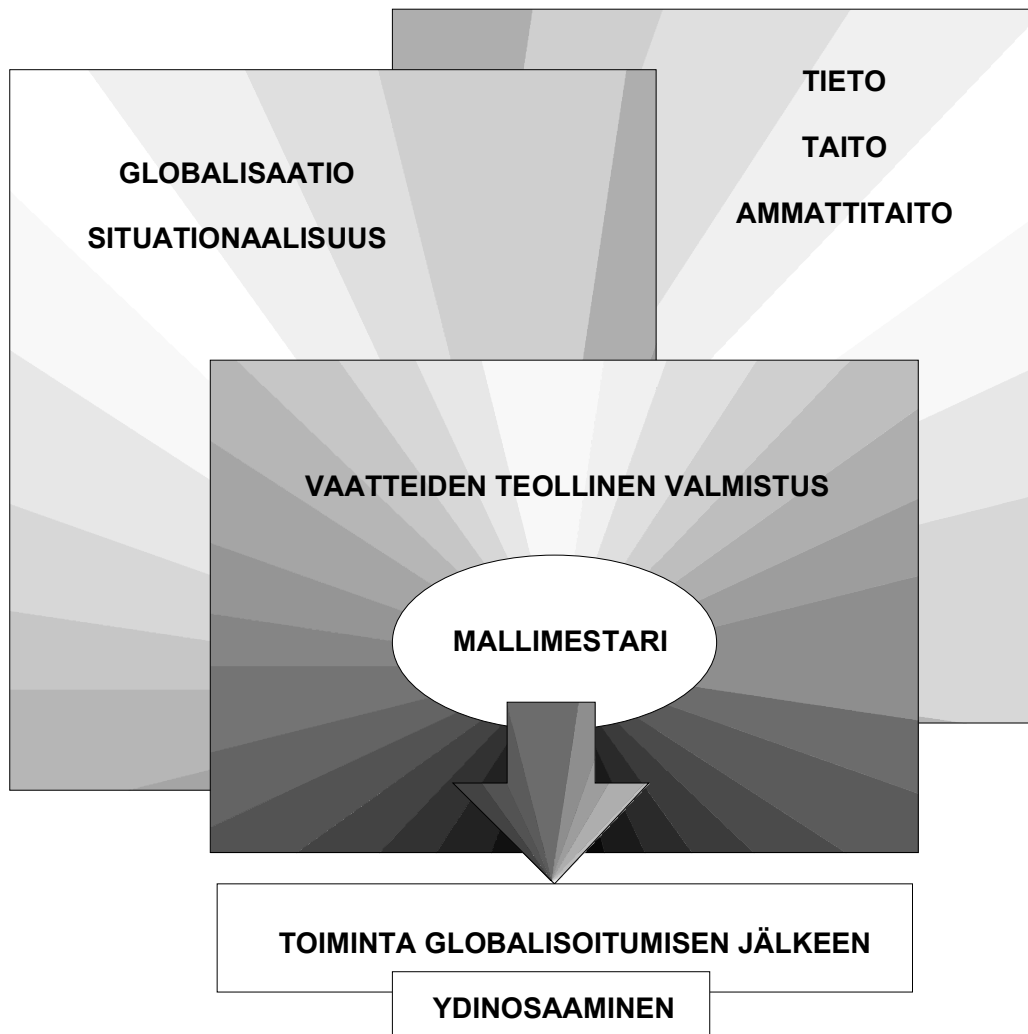 GLOBALISAATIO
SITUATIONAALISUUS
TIETO
TAITO
AMMATTITAITO
VAATTEIDEN TEOLLINEN VALMISTUS
MALLIMESTARI
TOIMINTA GLOBALISOITUMISEN JÄLKEEN
YDINOSAAMINEN